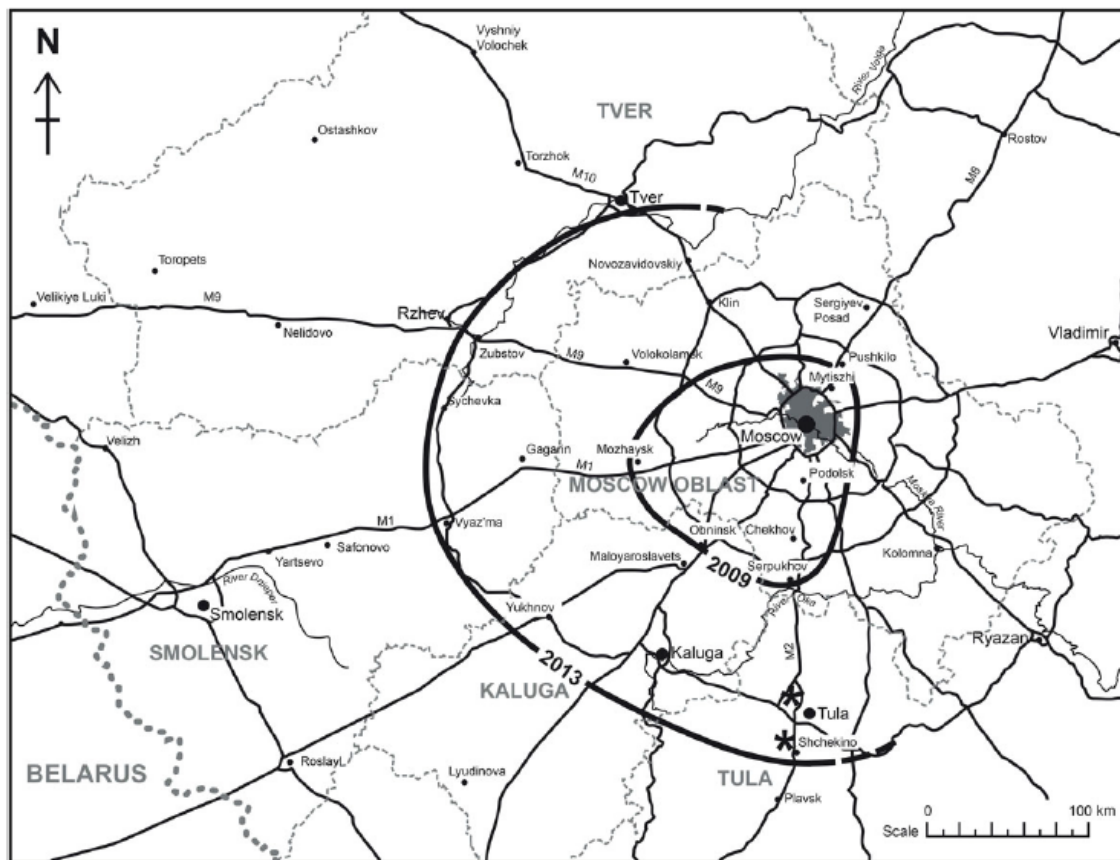 N
Vyshniy
Volochek
River Volga
TVER
Ostashkov
Rostov
Torzhok
M10
M8
Tver
Novozavidovskiy
Toropets
Velikiye Luki
M9
Rzhev
Klin
Sergiyev
Posad
Nelidovo
Zubstov
M9
Volokolamsk
Vladimir
Pushkilo
M9
Mytiszhi
Sychevka
Moscow
Velizh
Gagarin
Mozhaysk
M1
MOSCOW OBLAST
Podolsk
Moskva River
M1
Vyaz'ma
Obninsk
Chekhov
Safonovo
Yartsevo
Maloyaroslavets
2009
Kolomna
Serpukhov
River Dnieper
River Oka
Smolensk
Yukhnov
Ryazan
SMOLENSK
Kaluga
M2
2013
KALUGA
*
Tula
*
Shchekino
BELARUS
RoslayL
Lyudinova
TULA
Plavsk
0
100 km
Scale